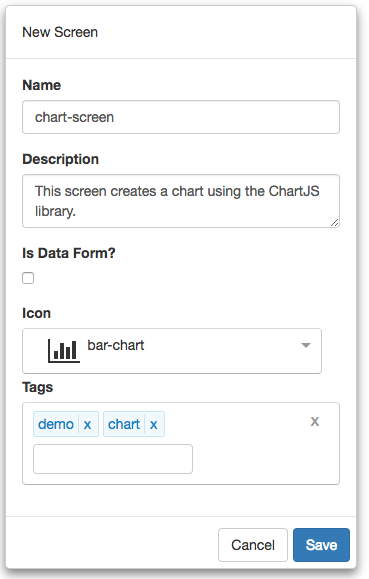 New Screen
Name
chart-screen
Description
This screen creates a chart using the ChartJS
library.
Is Data Form?
Icon
bar-chart
Tags
demo x chart x x
Cancel Save